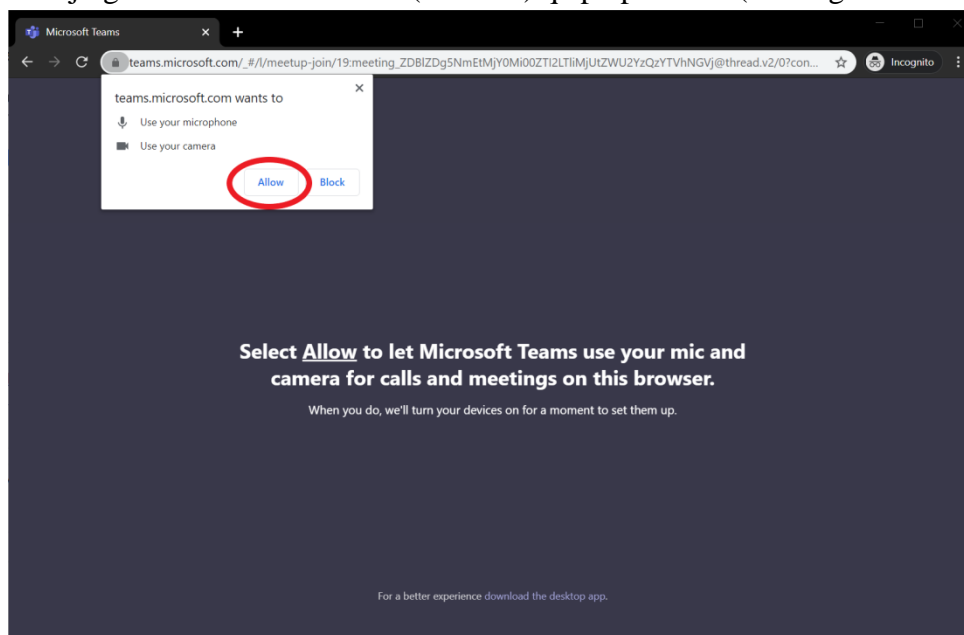 Microsoft Teams
teams.microsoft.com/_#/l/meetup-join/19:meeting_ZDBlZDg5NmEtMjY0Mi00ZTI2LTliMjUtZWU2YzQzYTVhNGVj@thread.v2/0?con...
Incognito
teams.microsoft.com wants to
Use your microphone
Use your camera
Allow Block
Select Allow to let Microsoft Teams use your mic and
camera for calls and meetings on this browser.
When you do, we'll turn your devices on for a moment to set them up.
For a better experience download the desktop app.